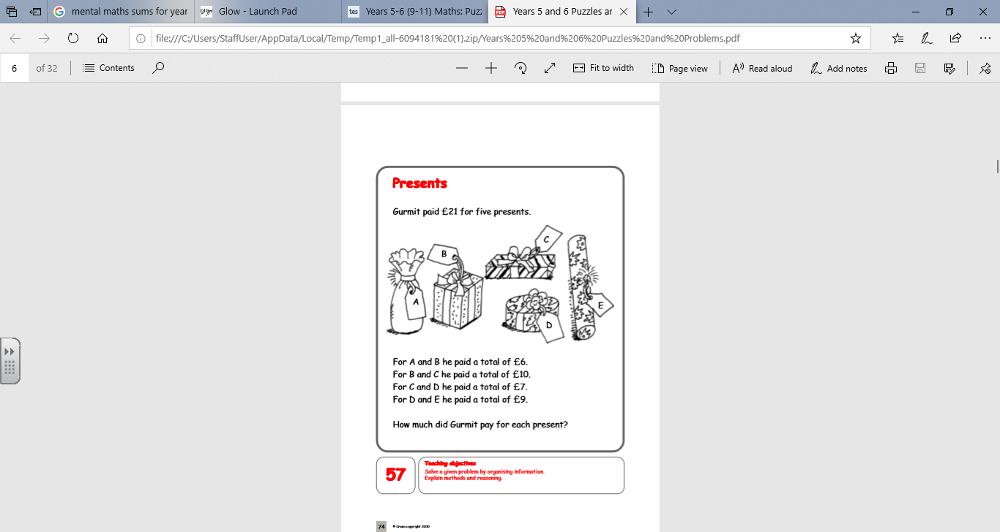 mental maths sums for year
Glow - Launch Pad
tes Years 5-6 (9-11) Maths: Puz
Years 5 and 6 Puzzles ar
file:///C:/Users/StaffUser/AppData/Local/Temp/Temp1_all-6094181%20(1).zip/Years%205%20and%206%20Puzzles%20and%20Problems.pdf
6 of 32 Contents Fit to width Page view Read aloud Add notes
Presents
Gurmit paid £21 for five presents.
A
B
C
D
E
For A and B he paid a total of £6.
For B and C he paid a total of £10.
For C and D he paid a total of £7.
For D and E he paid a total of £9.
How much did Gurmit pay for each present?
57
Teaching objectives
Solve a given problem by organising information.
Explain methods and reasoning.
74 © Crown copyright 2000